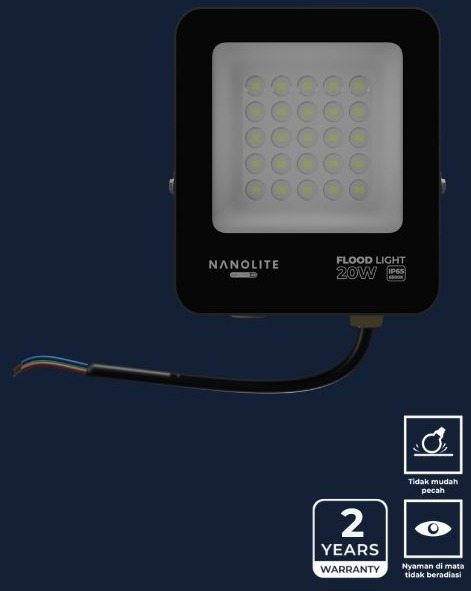 NANOLITE
FLOOD LIGHT
20W
IP65
6500K
Tidak mudah
pecah
2
YEARS
WARRANTY
Nyaman di mata
tidak beradiasi